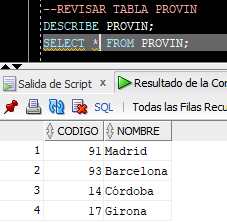 --REVISAR TABLA PROVIN
DESCRIBE PROVIN;
SELECT * FROM PROVIN;
Salida de Script
Resultado de la Con
SQL
Todas las Filas Recu
CODIGO NOMBRE
1 91 Madrid
2 93 Barcelona
3 14 Córdoba
4 17 Girona